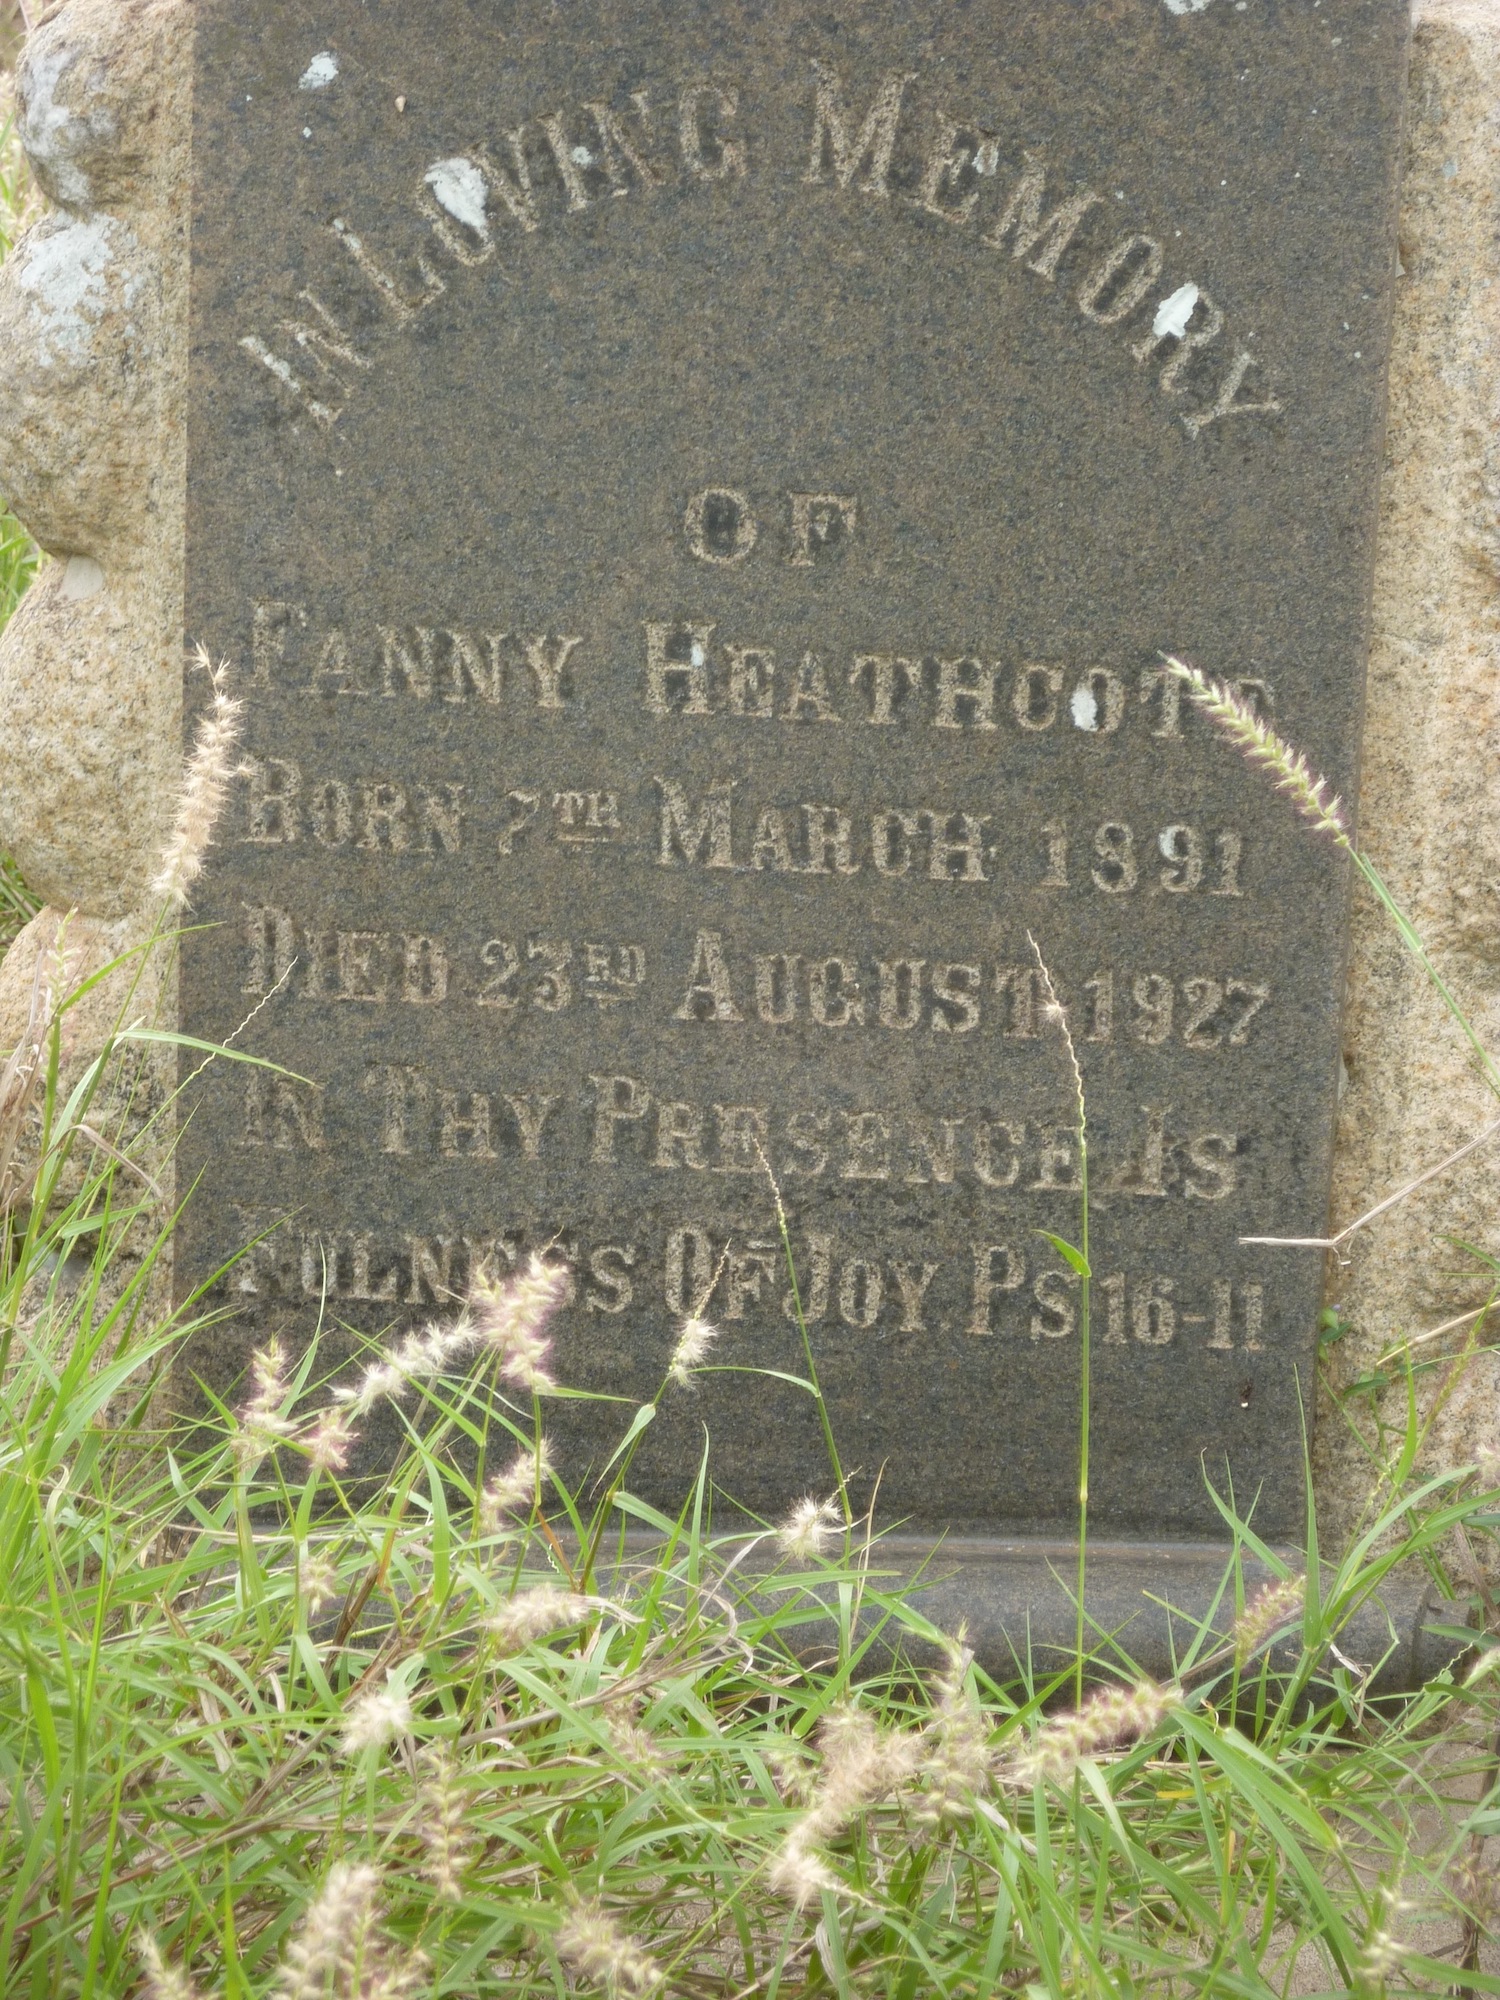 IN LOVING MEMORY
OF
FANNY HEATHCOTE
BORN 7TH MARCH 1891
DIED 23RD AUGUST 1927
IN THY PRESENCE IS
FULNESS OF JOY PS 16-11